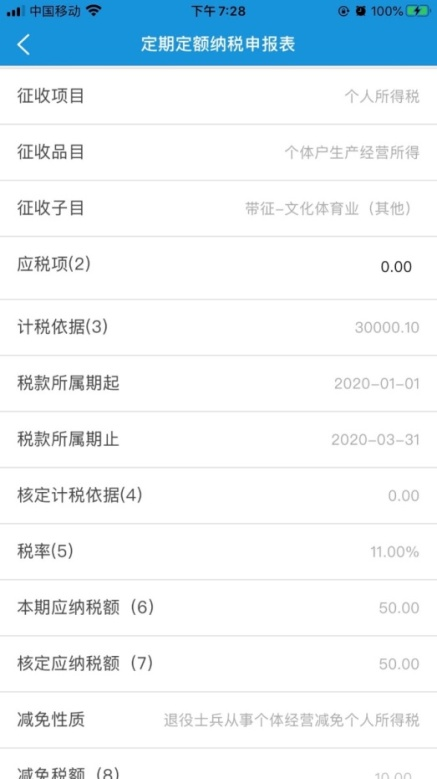 中国移动 下午7:28 100%
定期定额纳税申报表
征收项目 个人所得税
征收品目 个体户生产经营所得
征收子目 带征-文化体育业（其他）
应税项(2) 0.00
计税依据(3) 30000.10
税款所属期起 2020-01-01
税款所属期止 2020-03-31
核定计税依据(4) 0.00
税率(5) 11.00%
本期应纳税额（6) 50.00
核定应纳税额（7) 50.00
减免性质 退役士兵从事个体经营减免个人所得税
减免税额（8) 10.00